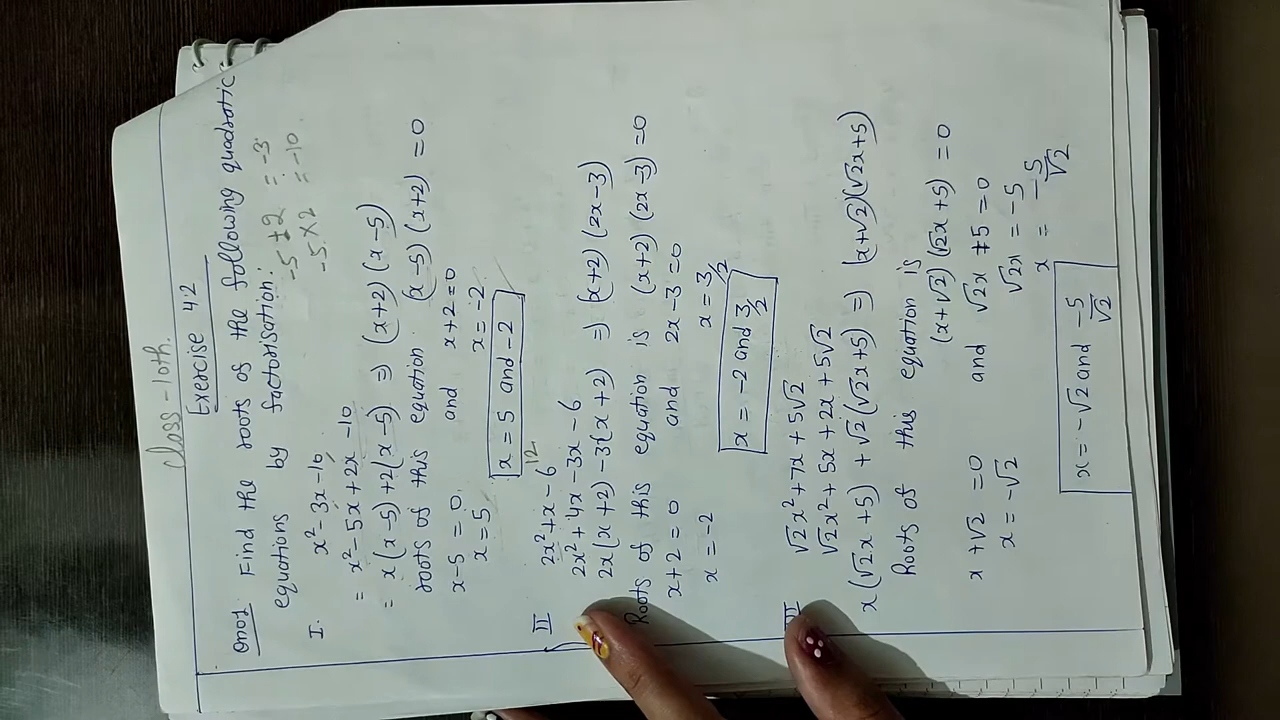 Class - 10th.
Exercise 4.2
Qno1. Find the roots of the following quadratic
equations by factorisation:
-5+2 = -3
-5×2 = -10
I. x² - 3x - 10
= x² - 5x + 2x - 10
= x(x-5) + 2(x-5) ⇒ (x+2)(x-5)
roots of this equation (x-5)(x+2) = 0
x-5 = 0 and x+2 = 0
x = 5 x = -2
x = 5 and -2
II 2x² + x - 6
12
2x² + 4x - 3x - 6
2x(x+2) - 3(x+2) ⇒ (x+2)(2x-3)
Roots of this equation is (x+2)(2x-3) = 0
x+2 = 0 and 2x-3 = 0
x = -2 x = 3/2
x = -2 and 3/2
III √2x² + 7x + 5√2
√2x² + 5x + 2x + 5√2
x(√2x+5) + √2(√2x+5) ⇒ (x+√2)(√2x+5)
Roots of this equation is
(x+√2)(√2x+5) = 0
x+√2 = 0 and √2x+5 = 0
x = -√2 √2x = -5
x = -5/√2
x = -√2 and -5/√2